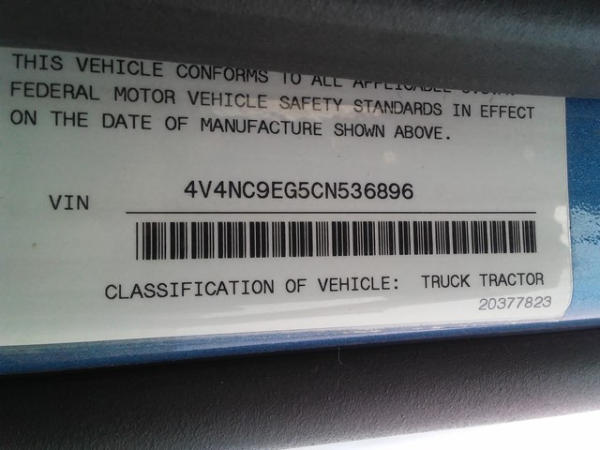 THIS VEHICLE CONFORMS TO ALL APPLICABLE
FEDERAL MOTOR VEHICLE SAFETY STANDARDS IN EFFECT
ON THE DATE OF MANUFACTURE SHOWN ABOVE.
VIN 4V4NC9EG5CN536896
CLASSIFICATION OF VEHICLE: TRUCK TRACTOR
20377823